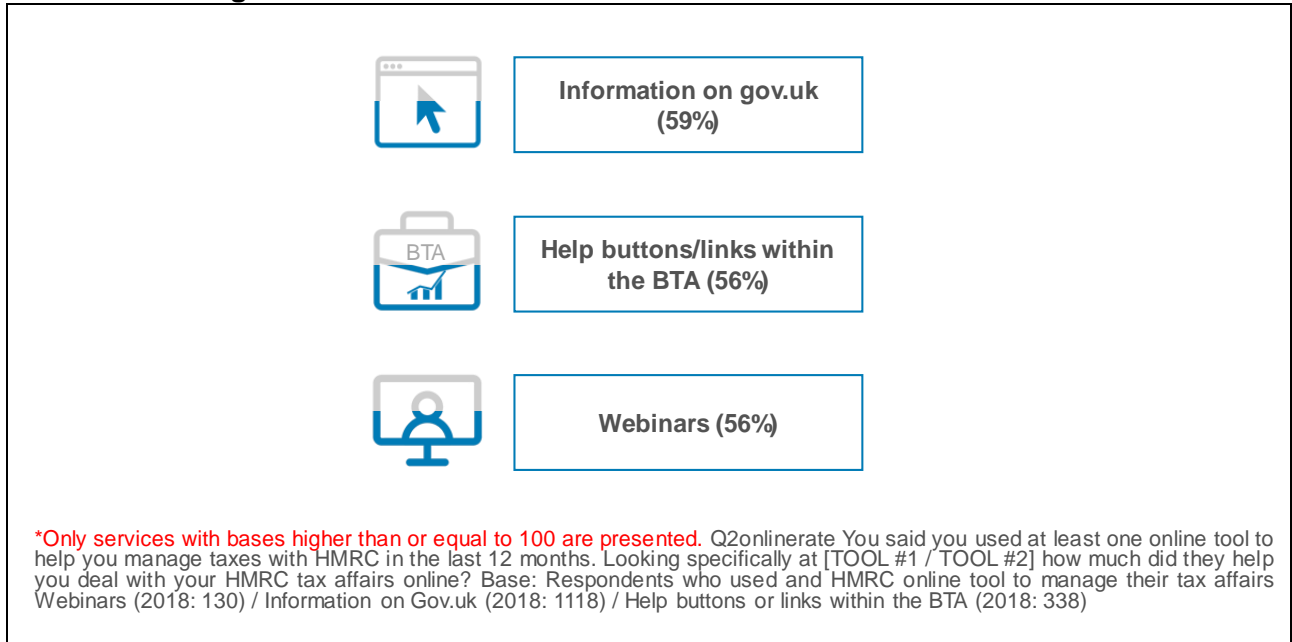 Information on gov.uk
(59%)
BTA
Help buttons/links within
the BTA (56%)
Webinars (56%)
*Only services with bases higher than or equal to 100 are presented. Q2onlinerate You said you used at least one online tool to
help you manage taxes with HMRC in the last 12 months. Looking specifically at [TOOL #1 / TOOL #2] how much did they help
you deal with your HMRC tax affairs online? Base: Respondents who used and HMRC online tool to manage their tax affairs
Webinars (2018: 130) / Information on Gov.uk (2018: 1118) / Help buttons or links within the BTA (2018: 338)